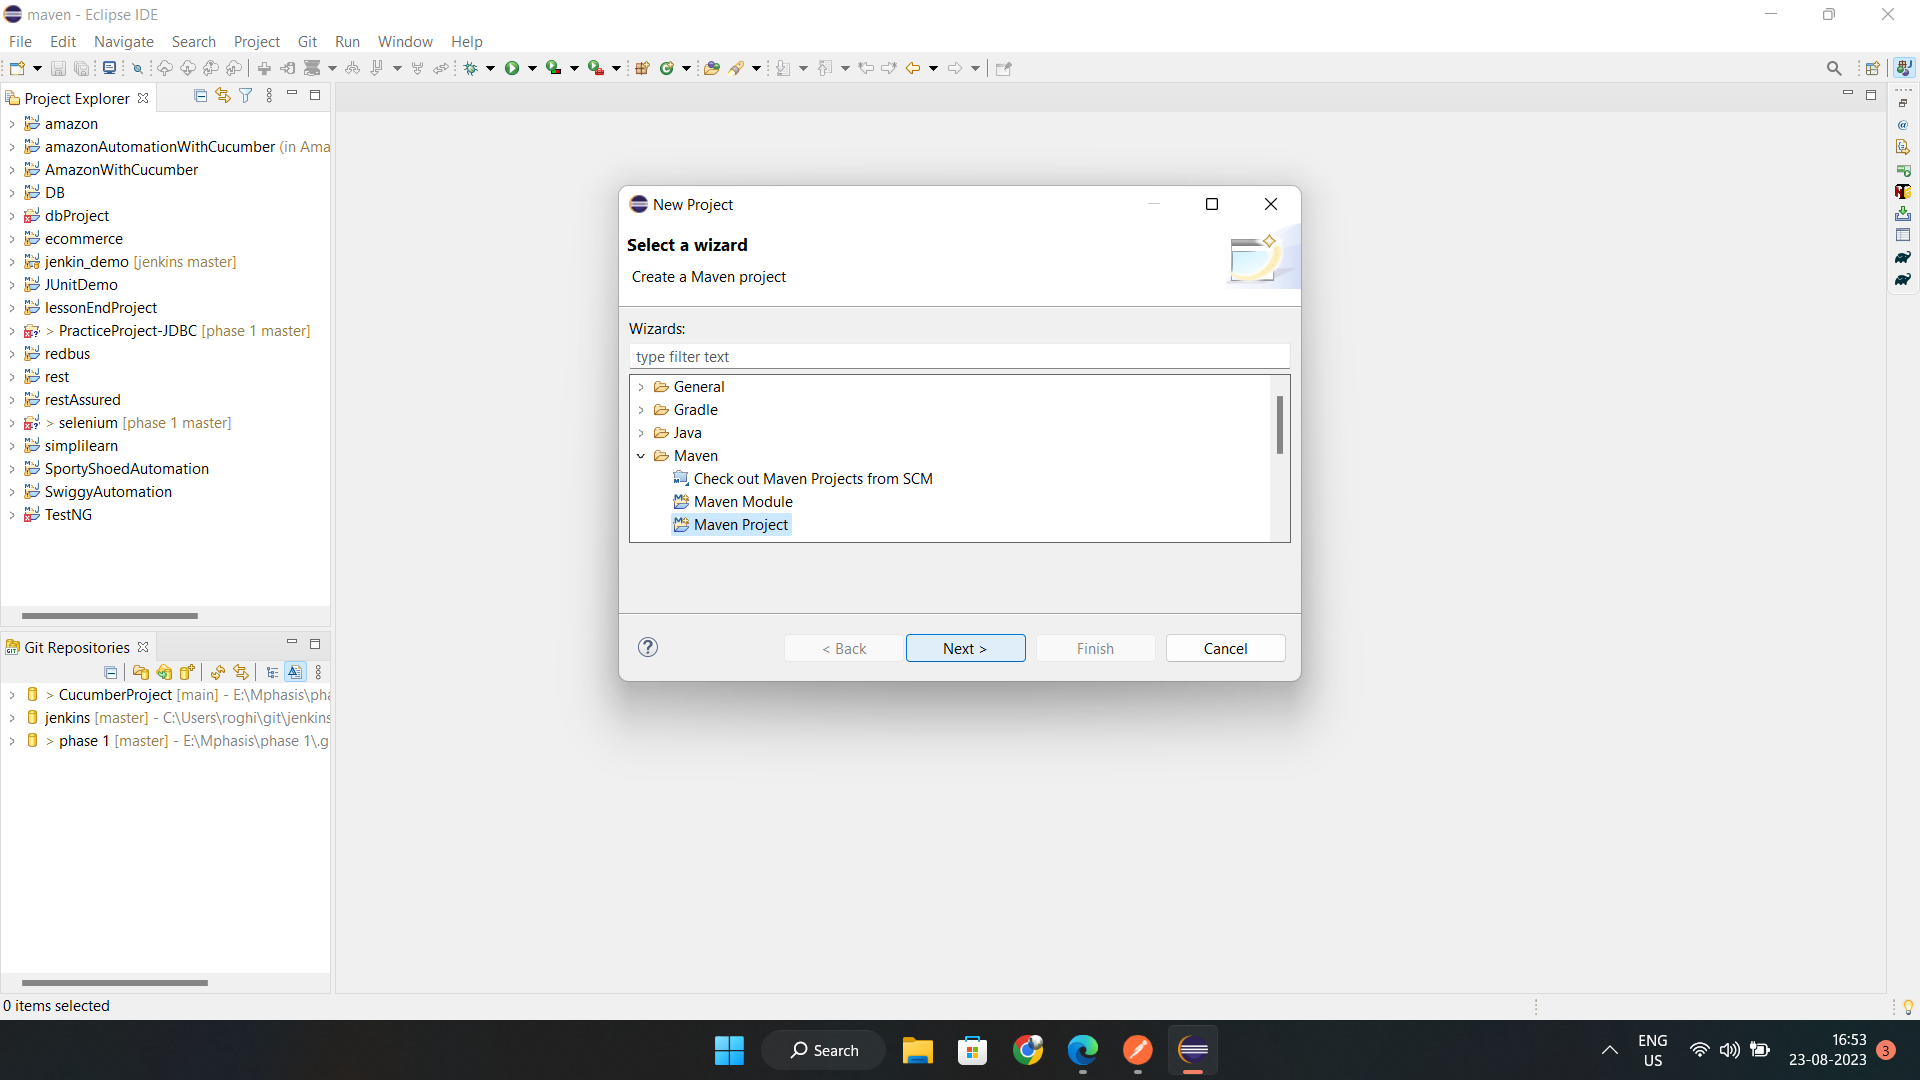 maven - Eclipse IDE
File Edit Navigate Search Project Git Run Window Help
Project Explorer
amazon
amazonAutomationWithCucumber (in Ama
AmazonWithCucumber
DB
dbProject
ecommerce
jenkin_demo [jenkins master]
JUnitDemo
lessonEndProject
> PracticeProject-JDBC [phase 1 master]
redbus
rest
restAssured
> selenium [phase 1 master]
simplilearn
SportyShoedAutomation
SwiggyAutomation
TestNG
Git Repositories
> CucumberProject [main] - E:\Mphasis\pha
jenkins [master] - C:\Users\roghi\git\jenkins
> phase 1 [master] - E:\Mphasis\phase 1\.g
0 items selected
New Project
Select a wizard
Create a Maven project
Wizards:
type filter text
General
Gradle
Java
Maven
Check out Maven Projects from SCM
Maven Module
Maven Project
< Back Next > Finish Cancel
Search
ENG
US
16:53
23-08-2023
3